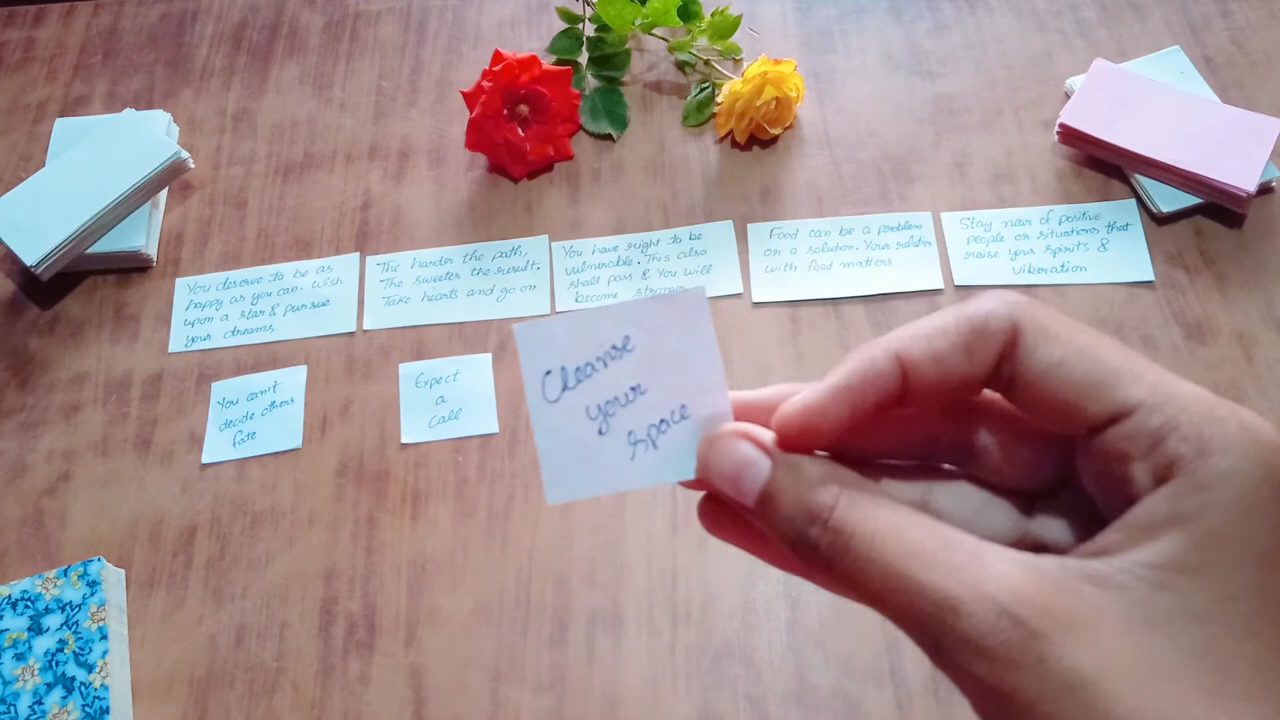 You deserve to be as
happy as you can. Wish
upon a star & pursue
your dreams
The harder the path,
The sweeter the result.
Take hearts and go on
You have right to be
vulnerable. This also
shall pass & You will
become
Food can be a problem
or a solution. Your
with food matters
Stay near of positive
people or situations that
raise your spirits &
viberation
You can't
decide others
fate
Expect
a
call
Cleanse
your
space